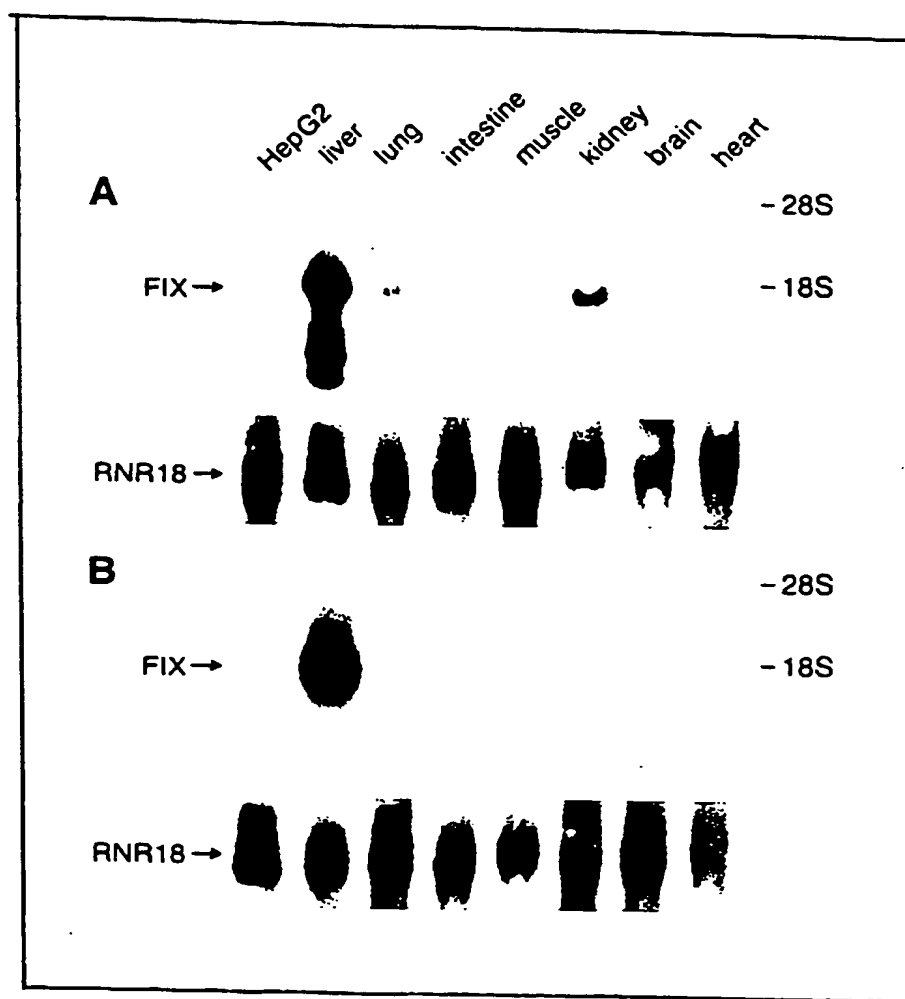 HepG2 liver lung intestine muscle kidney brain heart
A
- 28S
FIX → - 18S
RNR18 →
B
- 28S
FIX → - 18S
RNR18 →